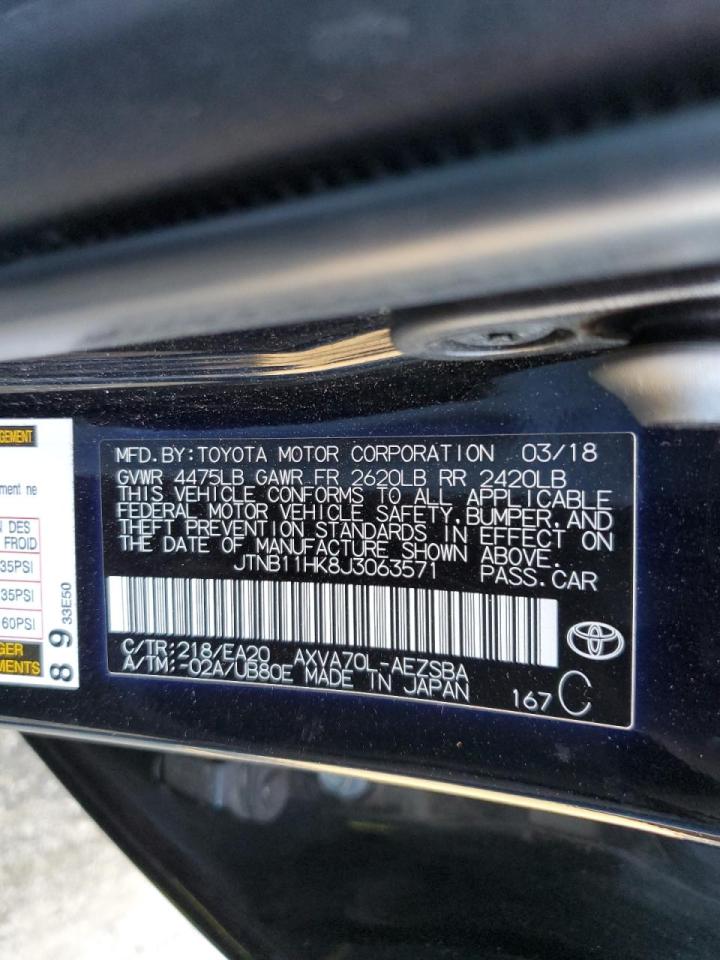 MFD.BY:TOYOTA MOTOR CORPORATION 03/18
GVWR 4475LB GAWR FR 2620LB RR 2420LB
THIS VEHICLE CONFORMS TO ALL APPLICABLE
FEDERAL MOTOR VEHICLE SAFETY,BUMPER,AND
THEFT PREVENTION STANDARDS IN EFFECT ON
THE DATE OF MANUFACTURE SHOWN ABOVE.
JTNB11HK8J3063571 PASS.CAR
C/TR:218/EA20 AXVA70L-AEZSBA
A/TM:-02A/UB80E MADE IN JAPAN
167 C
GEMENT
ment ne
N DES
FROID
35PSI
35PSI
60PSI
GER
MENTS
89
33E50